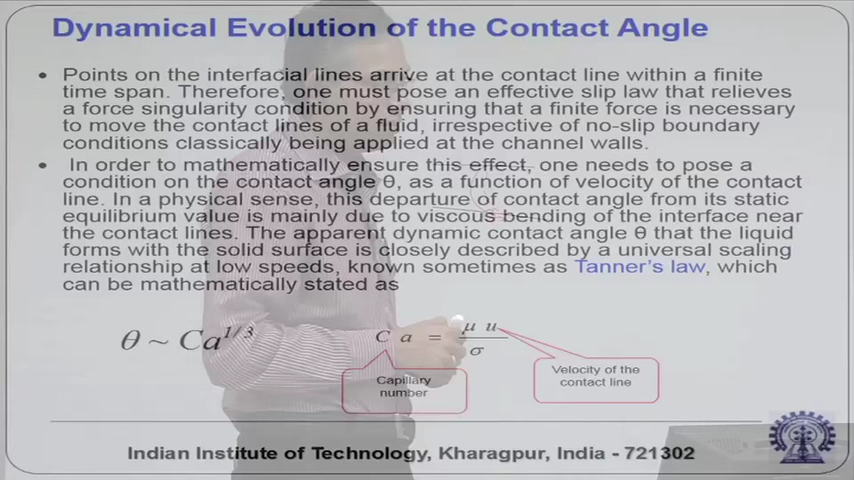 Dynamical Evolution of the Contact Angle
• Points on the interfacial lines arrive at the contact line within a finite
time span. Therefore, one must pose an effective slip law that relieves
a force singularity condition by ensuring that a finite force is necessary
to move the contact lines of a fluid, irrespective of no-slip boundary
conditions classically being applied at the channel walls.
• In order to mathematically ensure this effect, one needs to pose a
condition on the contact angle θ, as a function of velocity of the contact
line. In a physical sense, this departure of contact angle from its static
equilibrium value is mainly due to viscous bending of the interface near
the contact lines. The apparent dynamic contact angle θ that the liquid
forms with the solid surface is closely described by a universal scaling
relationship at low speeds, known sometimes as Tanner's law, which
can be mathematically stated as
θ ~ Ca^{1/3}
C a = μ u / σ
Capillary
number
Velocity of the
contact line
Indian Institute of Technology, Kharagpur, India - 721302